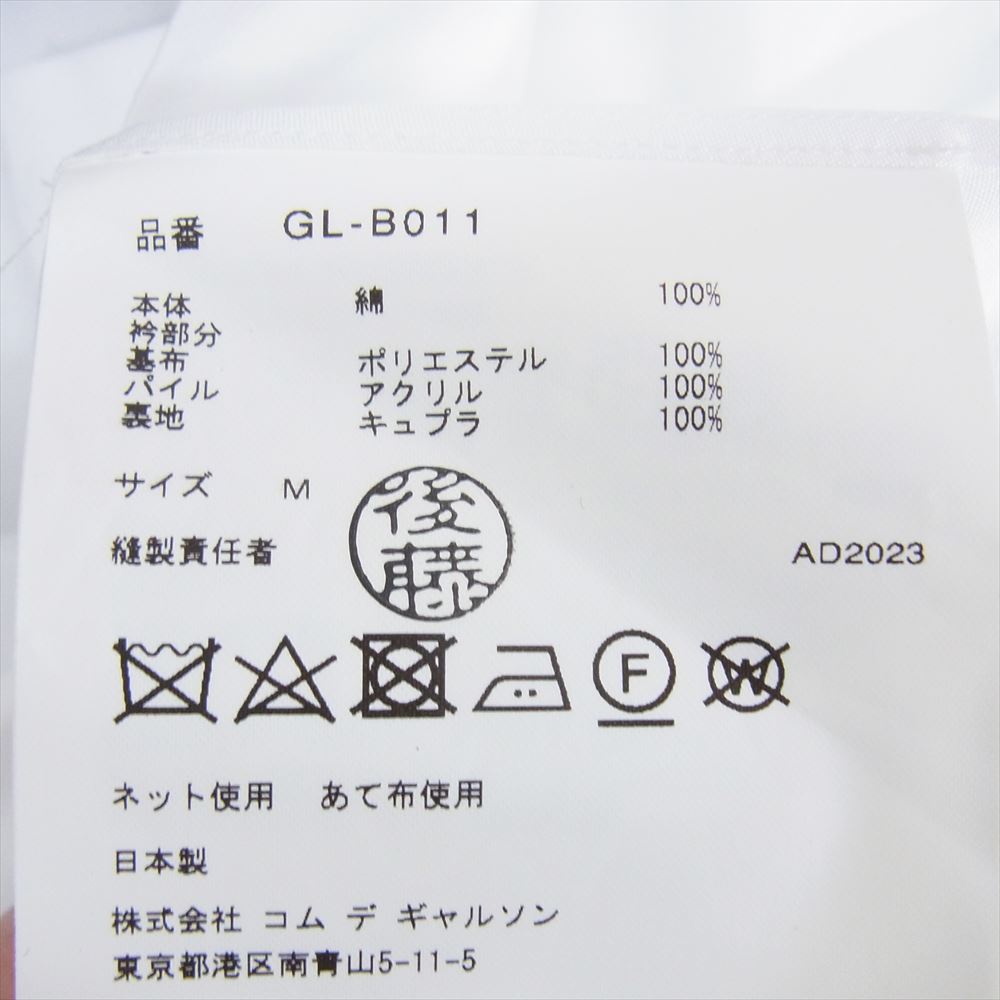 品番 GL-B011
本体 綿 100%
衿部分
基布 ポリエステル 100%
パイル アクリル 100%
裏地 キュプラ 100%
サイズ M
後藤
縫製責任者 AD2023
F W
ネット使用 あて布使用
日本製
株式会社 コム デ ギャルソン
東京都港区南青山5-11-5